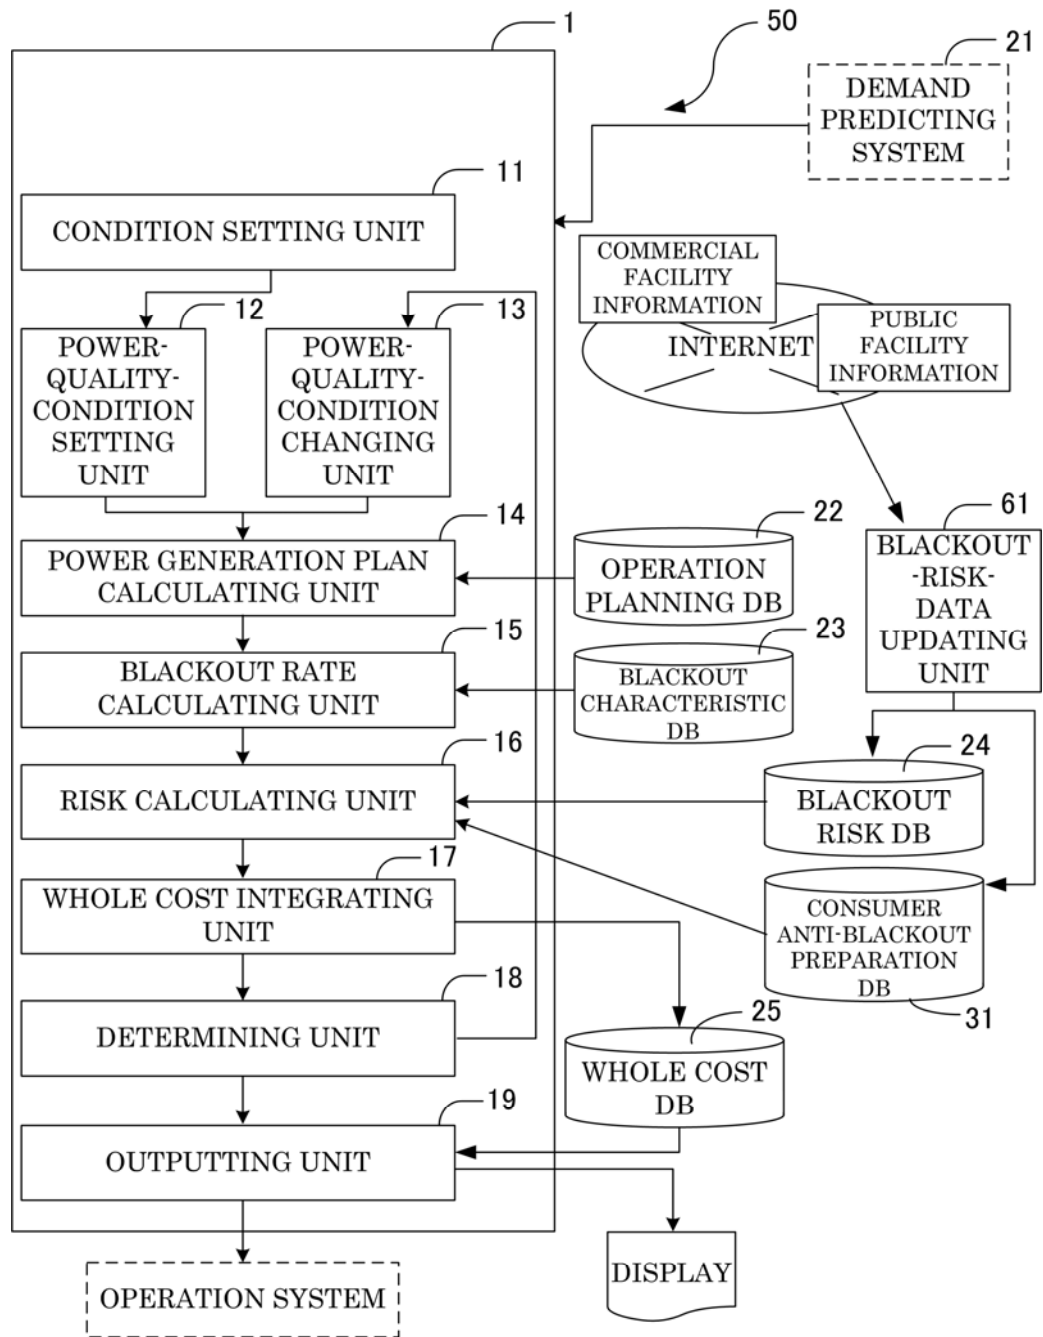 1
50
21
DEMAND
PREDICTING
SYSTEM
11
CONDITION SETTING UNIT
COMMERCIAL
FACILITY
INFORMATION
INTERNET
PUBLIC
FACILITY
INFORMATION
12
POWER-
QUALITY-
CONDITION
SETTING
UNIT
13
POWER-
QUALITY-
CONDITION
CHANGING
UNIT
14
POWER GENERATION PLAN
CALCULATING UNIT
22
OPERATION
PLANNING DB
61
BLACKOUT
-RISK-
DATA
UPDATING
UNIT
15
BLACKOUT RATE
CALCULATING UNIT
23
BLACKOUT
CHARACTERISTIC
DB
16
RISK CALCULATING UNIT
24
BLACKOUT
RISK DB
17
WHOLE COST INTEGRATING
UNIT
CONSUMER
ANTI-BLACKOUT
PREPARATION
DB
31
18
DETERMINING UNIT
25
WHOLE COST
DB
19
OUTPUTTING UNIT
OPERATION SYSTEM
DISPLAY